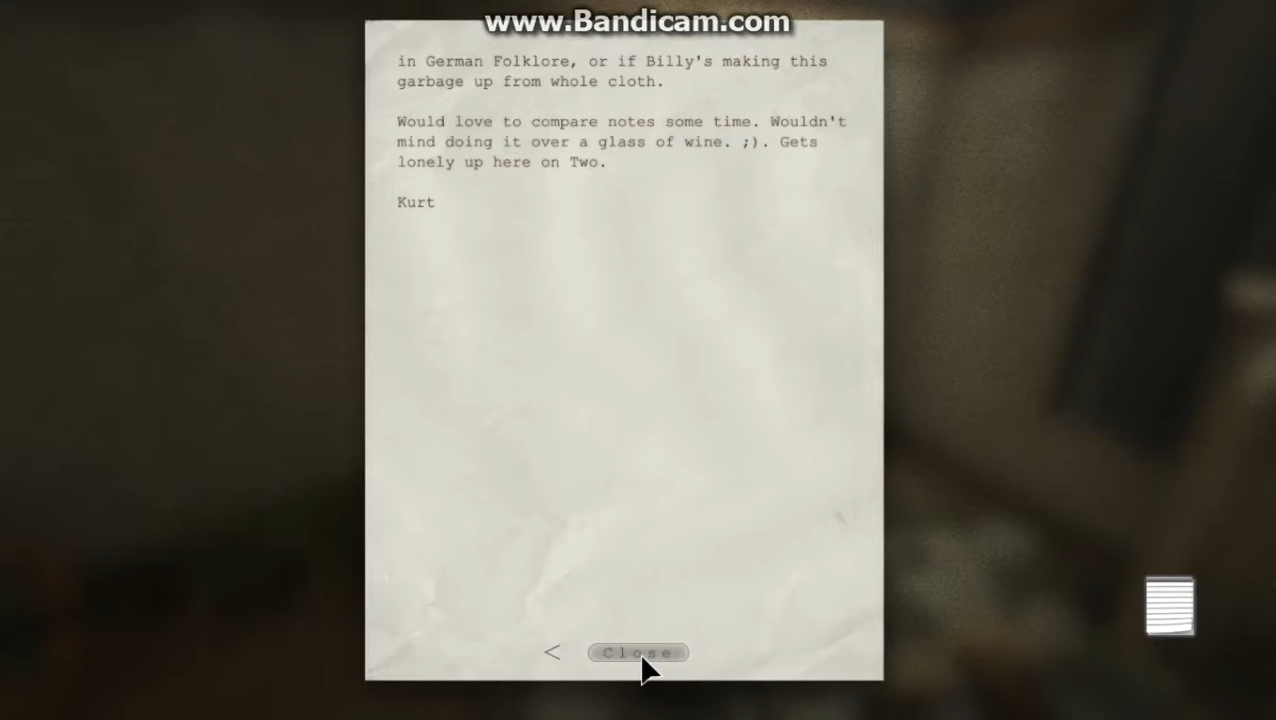 www.Bandicam.com
in German Folklore, or if Billy's making this
garbage up from whole cloth.
Would love to compare notes some time. Wouldn't
mind doing it over a glass of wine. ;). Gets
lonely up here on Two.
Kurt
< Close